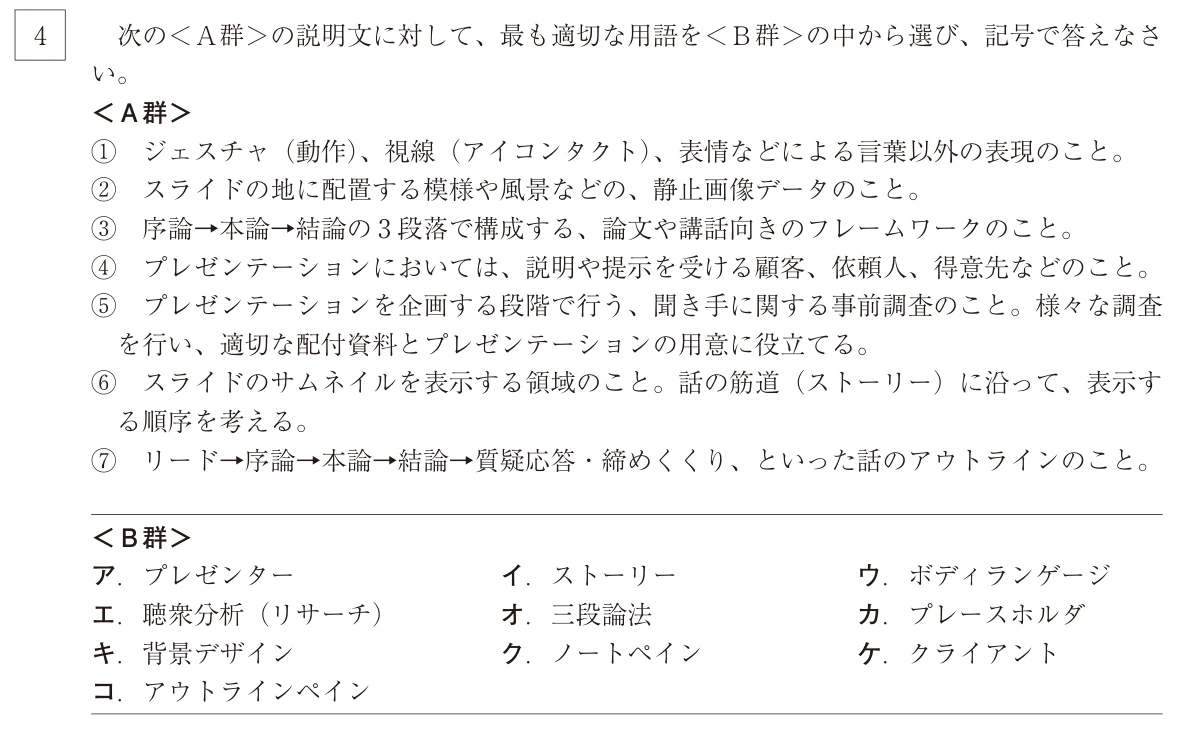 4　次の＜Ａ群＞の説明文に対して、最も適切な用語を＜Ｂ群＞の中から選び、記号で答えなさ
い。
＜Ａ群＞
①　ジェスチャ（動作）、視線（アイコンタクト）、表情などによる言葉以外の表現のこと。
②　スライドの地に配置する模様や風景などの、静止画像データのこと。
③　序論→本論→結論の３段落で構成する、論文や講話向きのフレームワークのこと。
④　プレゼンテーションにおいては、説明や提示を受ける顧客、依頼人、得意先などのこと。
⑤　プレゼンテーションを企画する段階で行う、聞き手に関する事前調査のこと。様々な調査
を行い、適切な配付資料とプレゼンテーションの用意に役立てる。
⑥　スライドのサムネイルを表示する領域のこと。話の筋道（ストーリー）に沿って、表示す
る順序を考える。
⑦　リード→序論→本論→結論→質疑応答・締めくくり、といった話のアウトラインのこと。
＜Ｂ群＞
ア．プレゼンター　イ．ストーリー　ウ．ボディランゲージ
エ．聴衆分析（リサーチ）　オ．三段論法　カ．プレースホルダ
キ．背景デザイン　ク．ノートペイン　ケ．クライアント
コ．アウトラインペイン